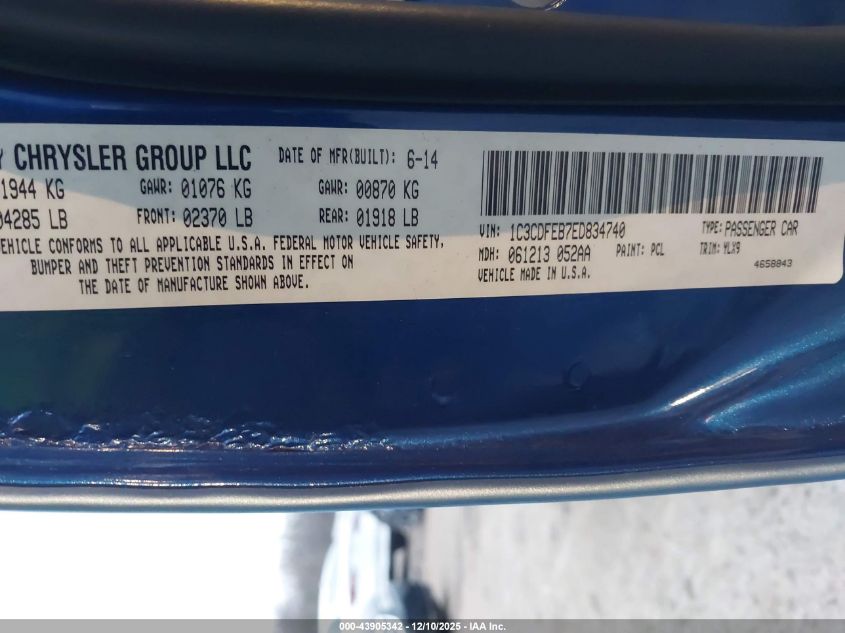 CHRYSLER GROUP LLC DATE OF MFR(BUILT): 6-14
1944 KG GAWR: 01076 KG GAWR: 00870 KG
04285 LB FRONT: 02370 LB REAR: 01918 LB
VEHICLE CONFORMS TO ALL APPLICABLE U.S.A. FEDERAL MOTOR VEHICLE SAFETY,
BUMPER AND THEFT PREVENTION STANDARDS IN EFFECT ON
THE DATE OF MANUFACTURE SHOWN ABOVE.
VIN: 1C3CDFEB7ED834740 TYPE: PASSENGER CAR
MDH: 061213 052AA PAINT: PCL TRIM: YLX9
VEHICLE MADE IN U.S.A. 4658843
000-43905342 - 12/10/2025 - IAA Inc.